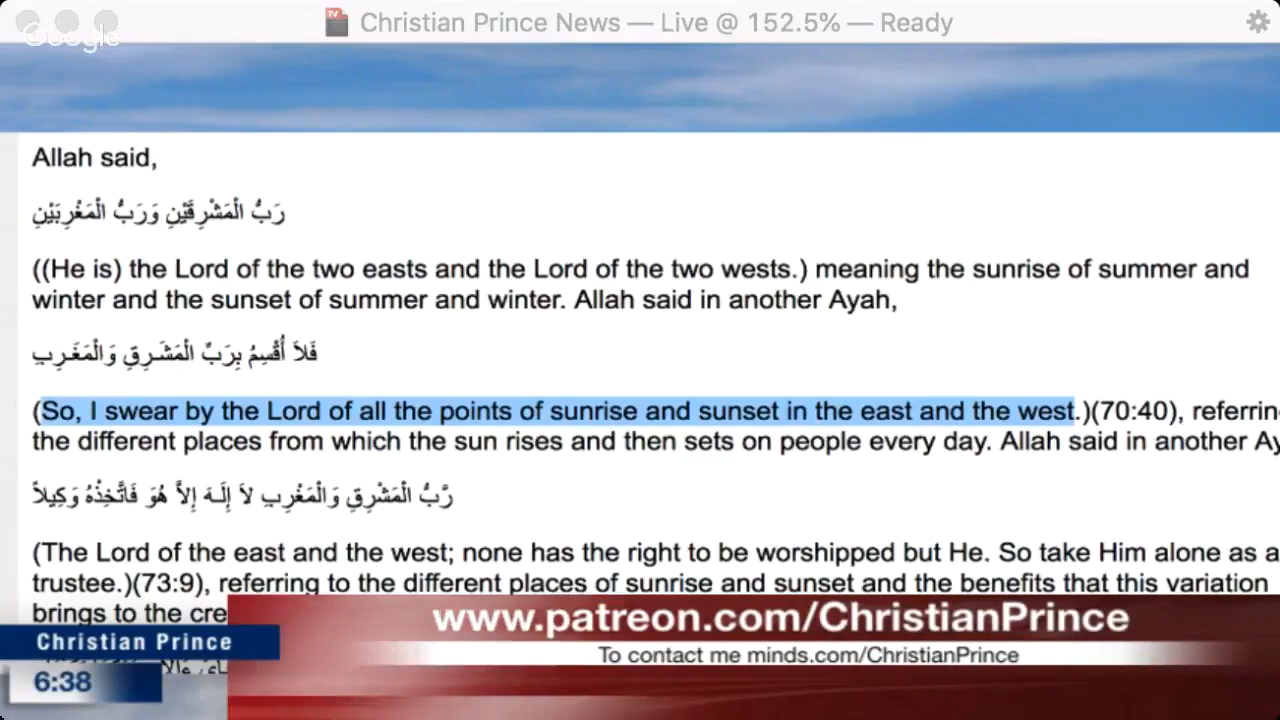 Google
TV
Christian Prince News — Live @ 152.5% — Ready
Allah said,
رَبُّ الْمَشْرِقَيْنِ وَرَبُّ الْمَغْرِبَيْنِ
((He is) the Lord of the two easts and the Lord of the two wests.) meaning the sunrise of summer and
winter and the sunset of summer and winter. Allah said in another Ayah,
فَلاَ أُقْسِمُ بِرَبِّ الْمَشَـرِقِ وَالْمَغَـرِبِ
(So, I swear by the Lord of all the points of sunrise and sunset in the east and the west.)(70:40), referrin
the different places from which the sun rises and then sets on people every day. Allah said in another Ay
رَّبُّ الْمَشْرِقِ وَالْمَغْرِبِ لاَ إِلَـهَ إِلاَّ هُوَ فَاتَّخِذْهُ وَكِيلاً
(The Lord of the east and the west; none has the right to be worshipped but He. So take Him alone as a
trustee.)(73:9), referring to the different places of sunrise and sunset and the benefits that this variation
brings to the cre
www.patreon.com/ChristianPrince
Christian Prince
To contact me minds.com/ChristianPrince
6:38